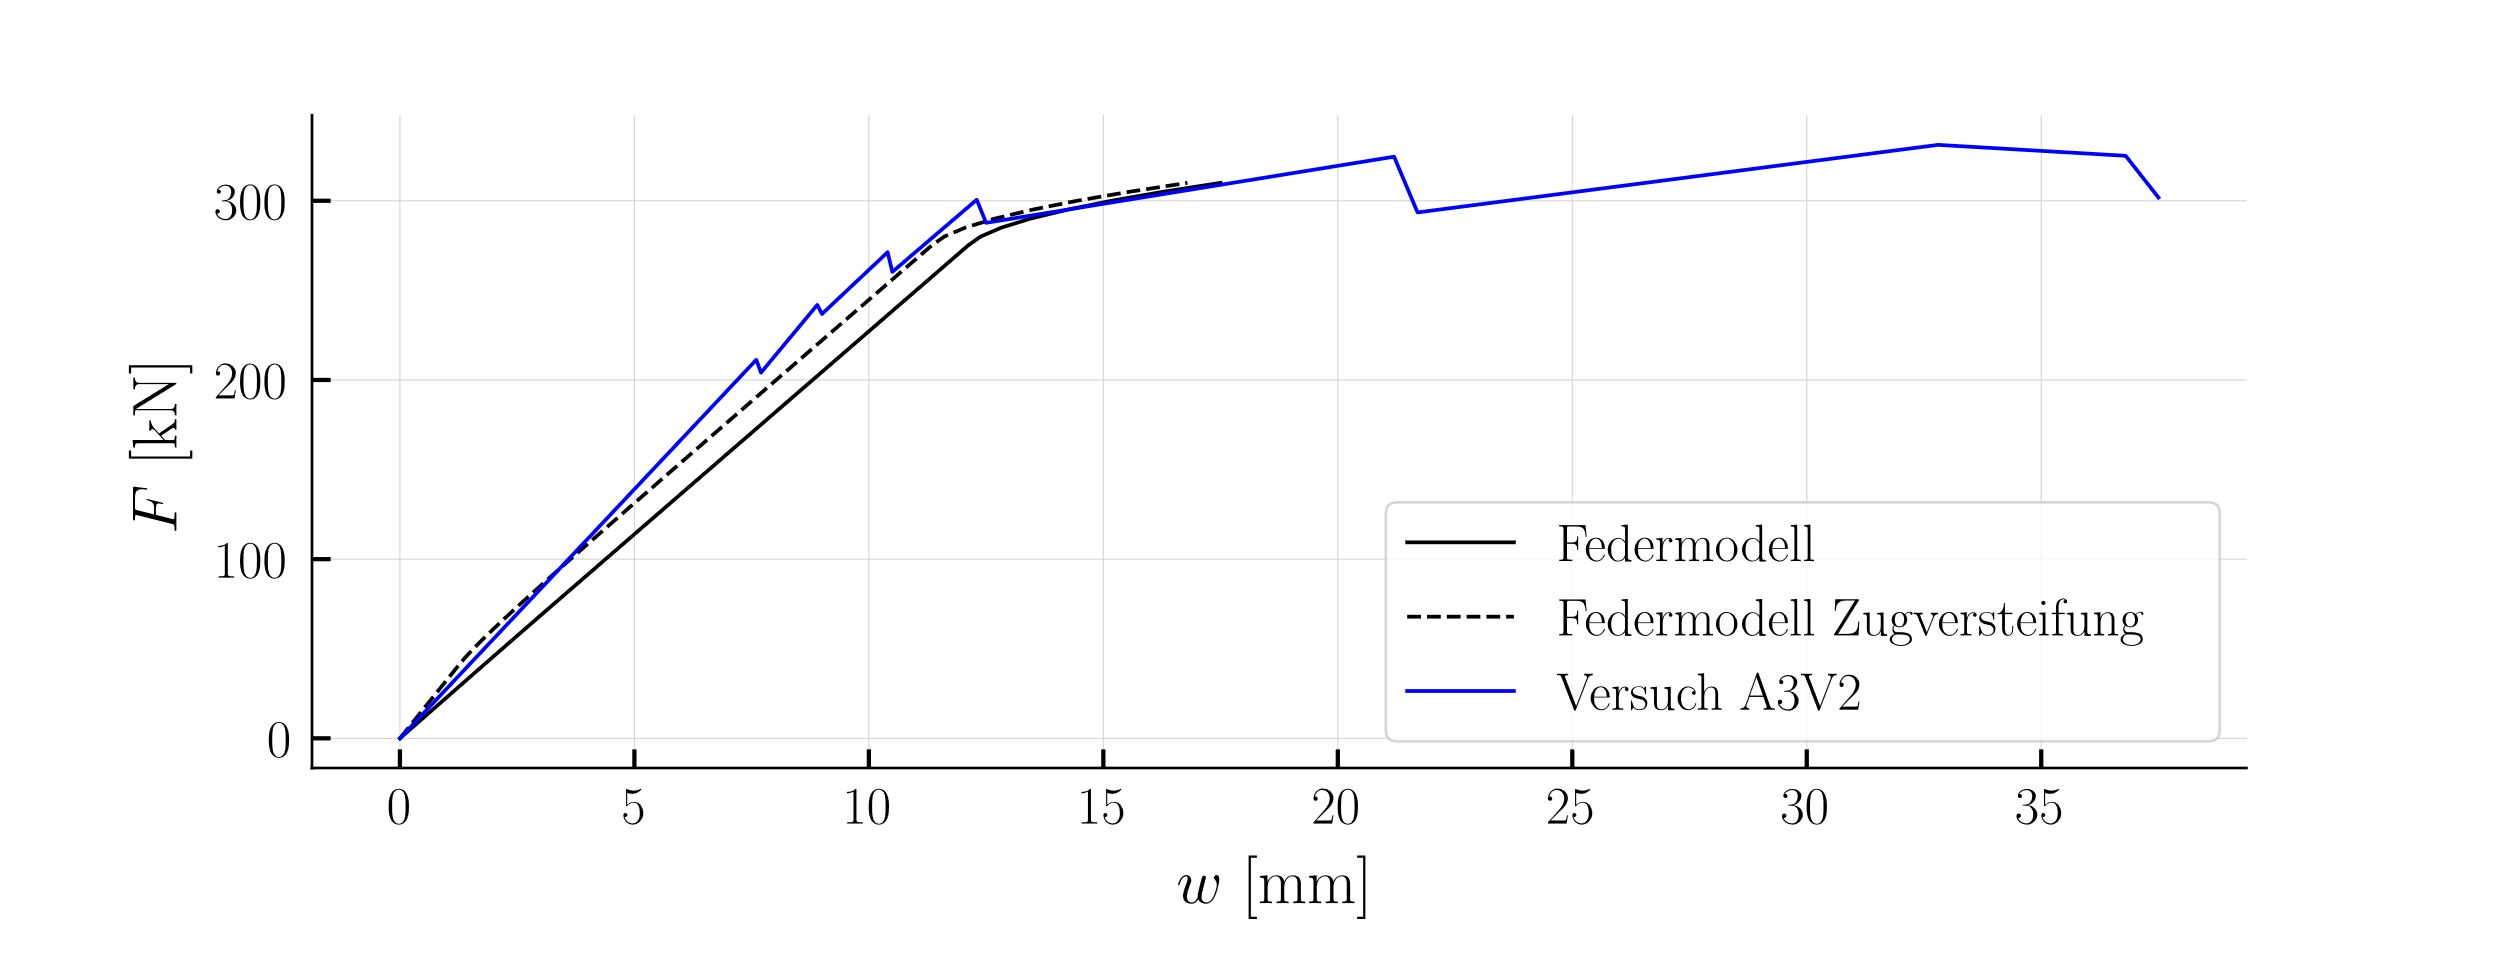 300
200
100
0
F [kN]
0 5 10 15 20 25 30 35
w [mm]
Federmodell
Federmodell Zugversteifung
Versuch A3V2